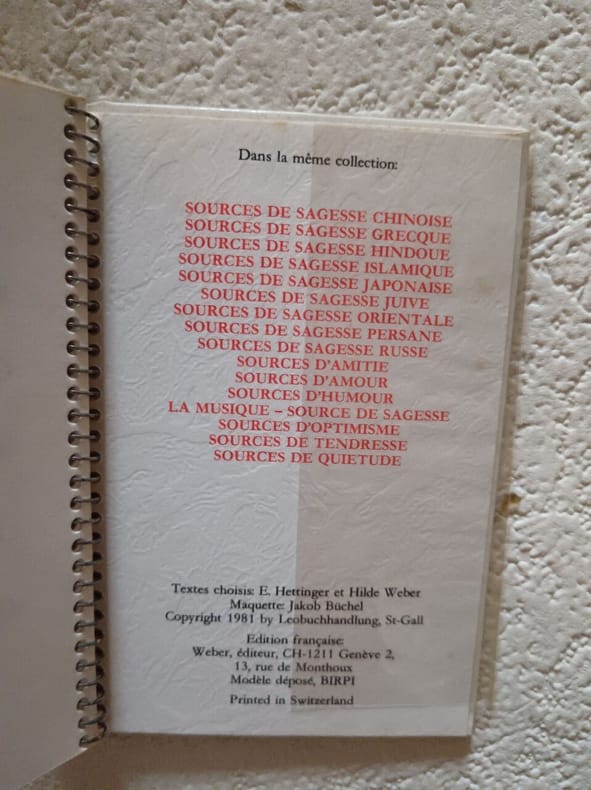 Dans la même collection:
SOURCES DE SAGESSE CHINOISE
SOURCES DE SAGESSE GRECQUE
SOURCES DE SAGESSE HINDOUE
SOURCES DE SAGESSE ISLAMIQUE
SOURCES DE SAGESSE JAPONAISE
SOURCES DE SAGESSE JUIVE
SOURCES DE SAGESSE ORIENTALE
SOURCES DE SAGESSE PERSANE
SOURCES DE SAGESSE RUSSE
SOURCES D'AMITIE
SOURCES D'AMOUR
SOURCES D'HUMOUR
LA MUSIQUE – SOURCE DE SAGESSE
SOURCES D'OPTIMISME
SOURCES DE TENDRESSE
SOURCES DE QUIETUDE
Textes choisis: E. Hettinger et Hilde Weber
Maquette: Jakob Büchel
Copyright 1981 by Leobuchhandlung, St-Gall
Edition française:
Weber, éditeur, CH-1211 Genève 2,
13, rue de Monthoux
Modèle déposé, BIRPI
Printed in Switzerland